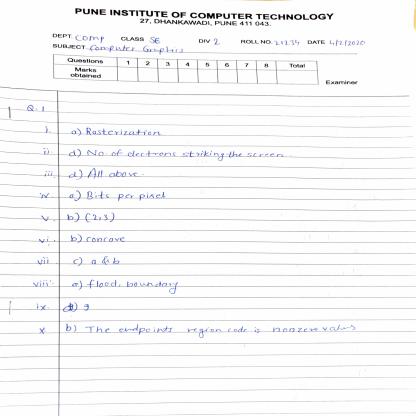 PUNE INSTITUTE OF COMPUTER TECHNOLOGY
27, DHANKAWADI, PUNE 411 043.
DEPT Comp CLASS SE DIV 2 ROLL NO. 21234 DATE 4/2/2020
SUBJECT Computer Graphics
Questions 1 2 3 4 5 6 7 8 Total
Marks obtained
Examiner
Q.1
i. a) Rasterization
ii. d) No. of electrons striking the screen.
iii. d) All above.
iv. a) Bits per pixel
v. b) (2,3)
vi. b) concave
vii. c) a & b
viii. a) flood, boundary
ix. d) 9
x b) The endpoints region code is nonzero values